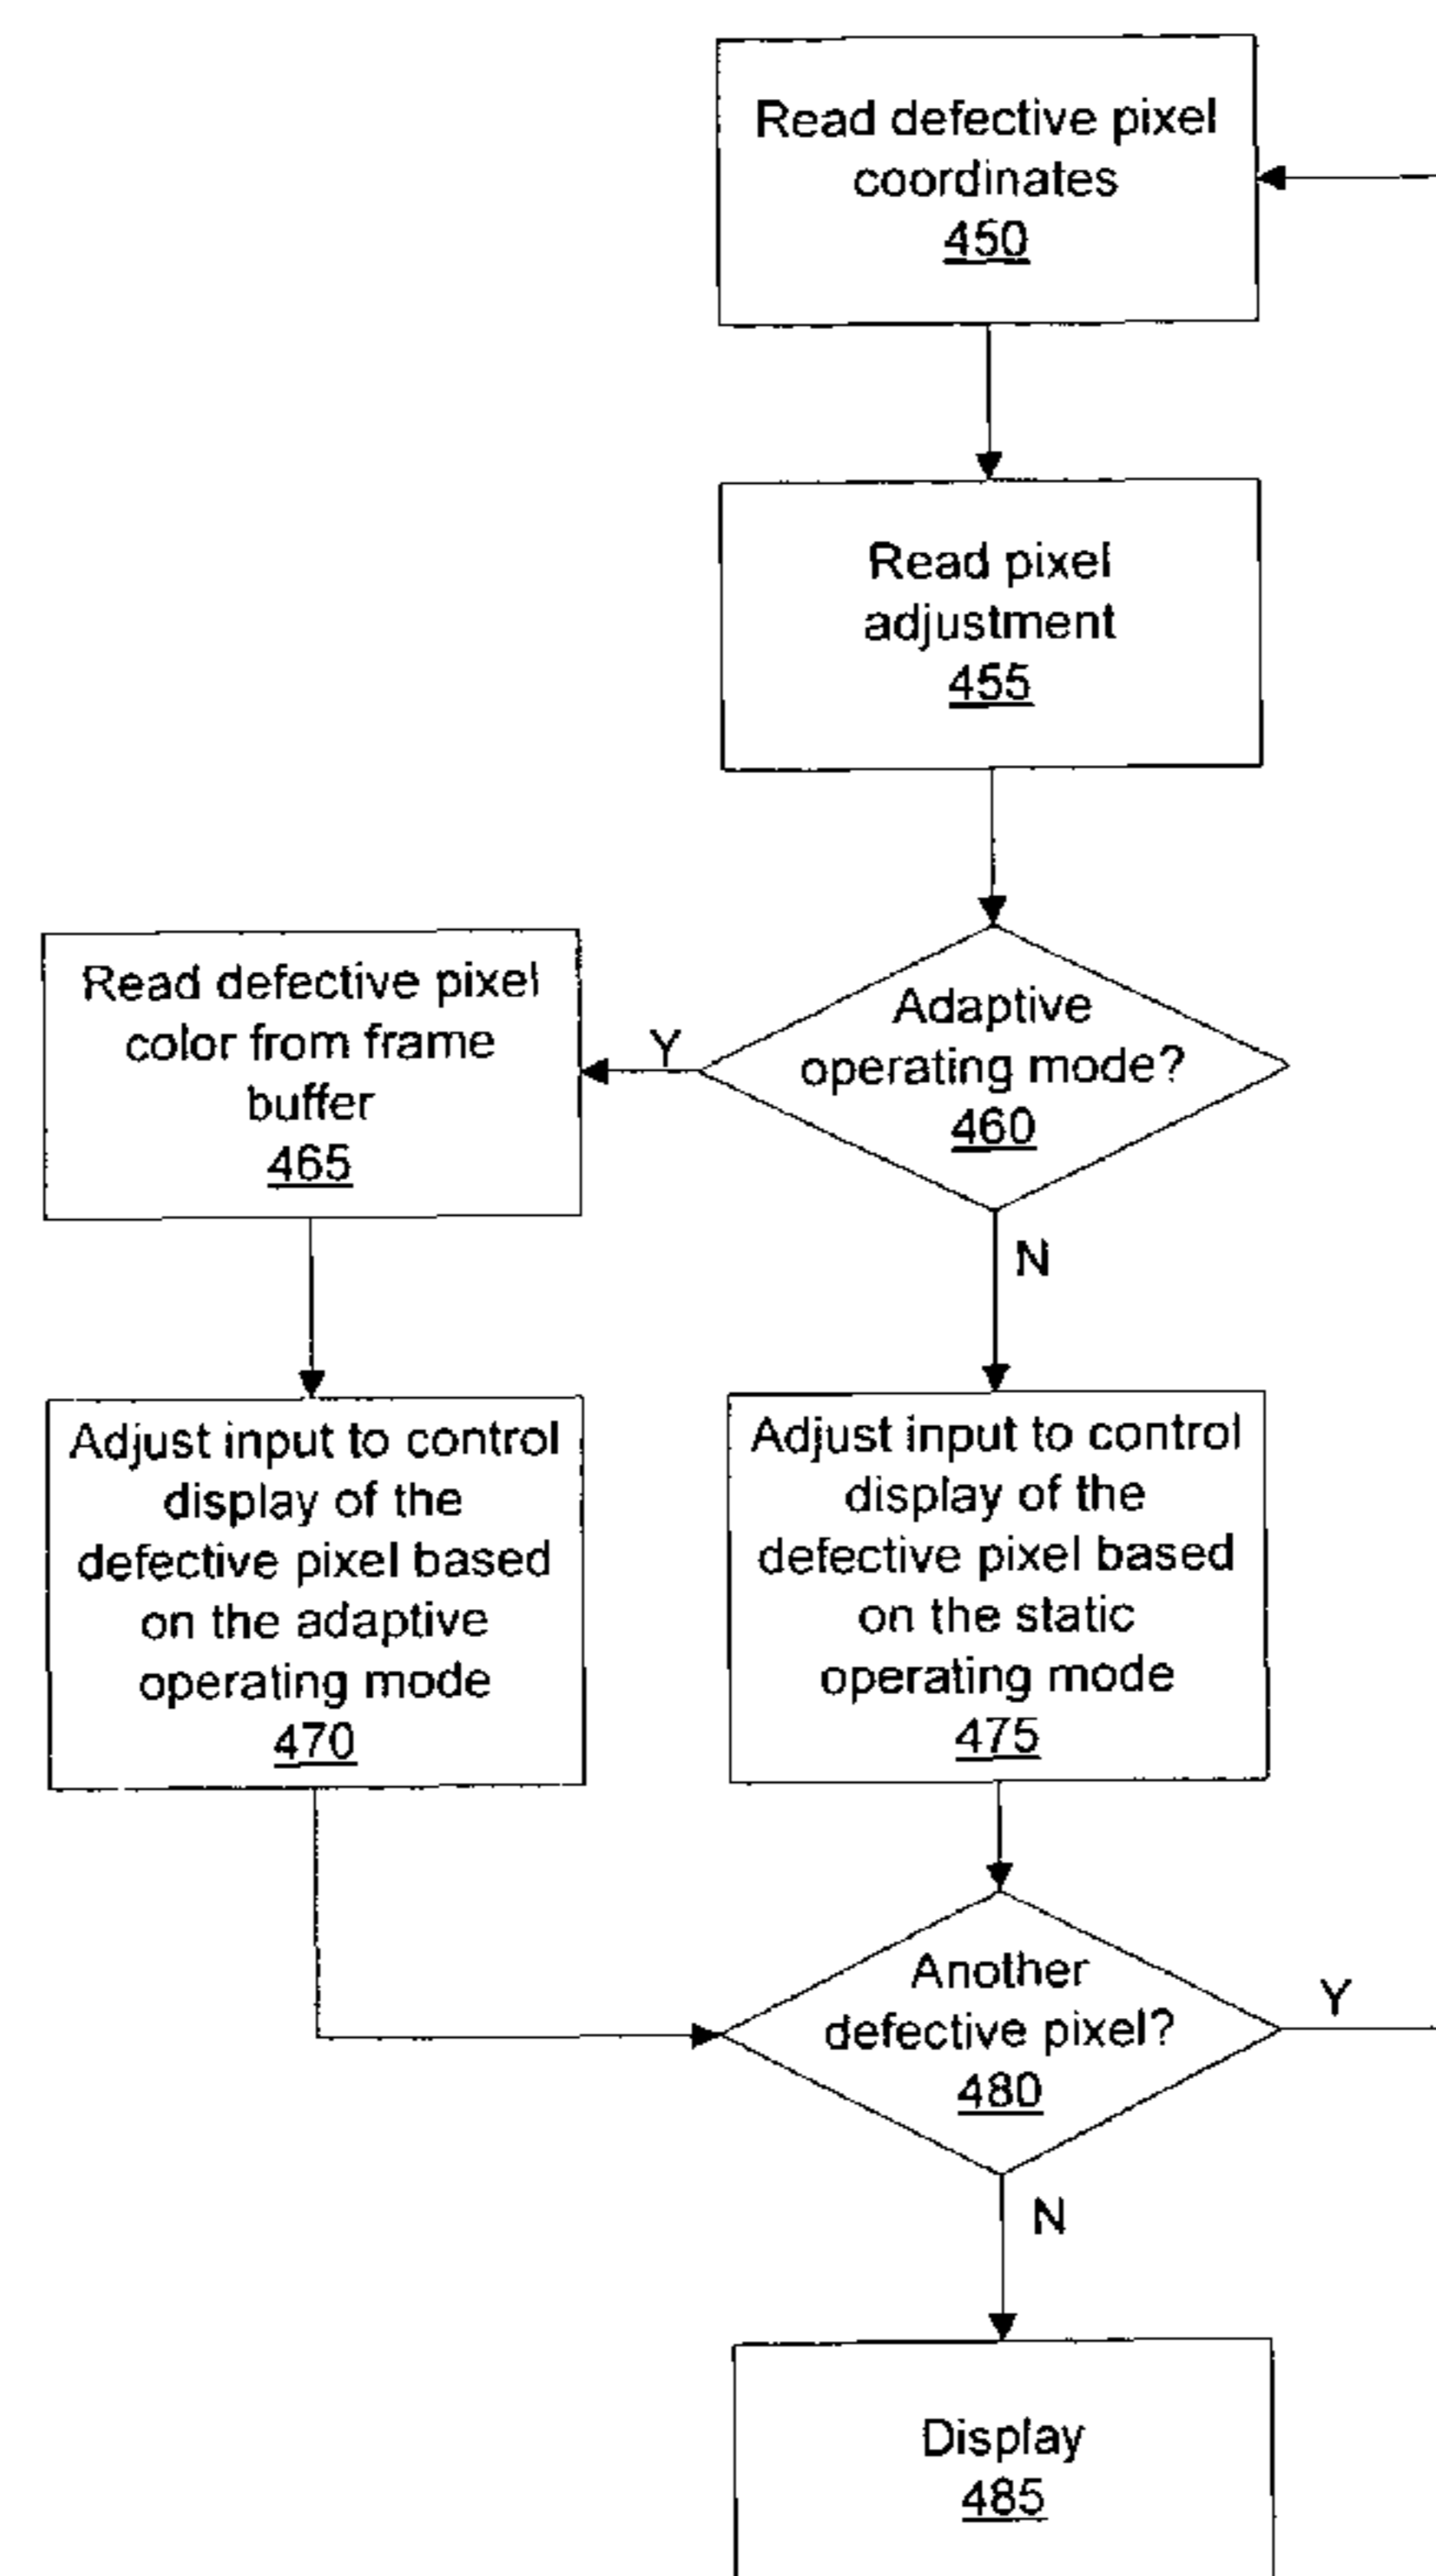 Read defective pixel
coordinates
450
Read pixel
adjustment
455
Adaptive
operating mode?
460
Y
N
Read defective pixel
color from frame
buffer
465
Adjust input to control
display of the
defective pixel based
on the adaptive
operating mode
470
Adjust input to control
display of the
defective pixel based
on the static
operating mode
475
Another
defective pixel?
480
Y
N
Display
485